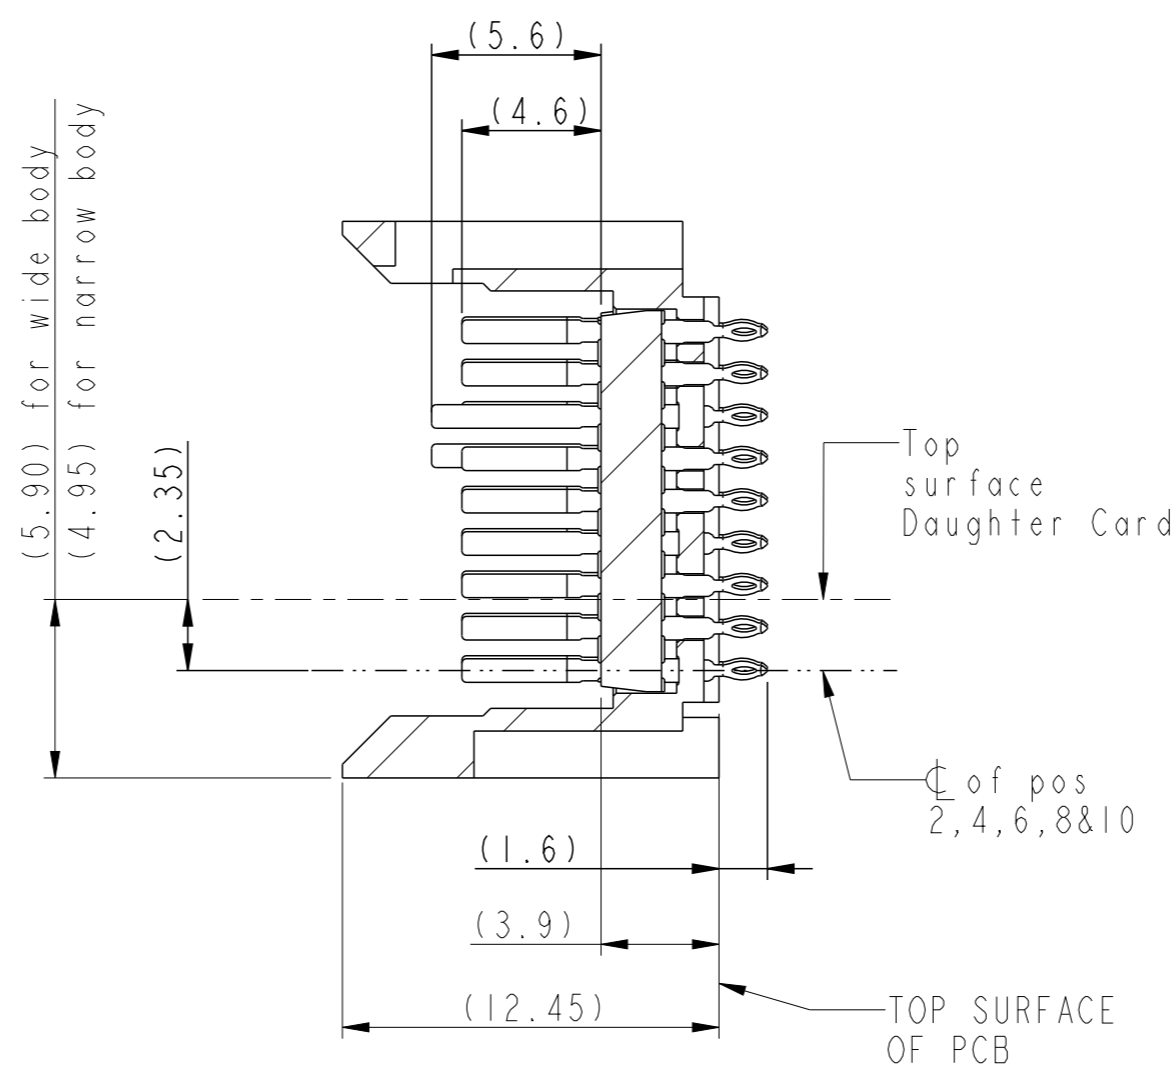 (5.6)
(4.6)
(5.90) for wide body
(4.95) for narrow body
(2.35)
Top
surface
Daughter Card
℄ of pos
2,4,6,8&10
(1.6)
(3.9)
(12.45)
TOP SURFACE
OF PCB